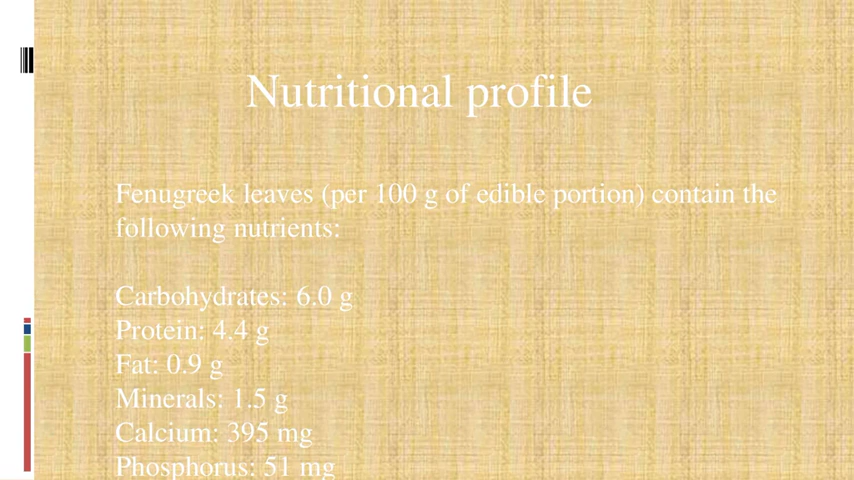 Nutritional profile
Fenugreek leaves (per 100 g of edible portion) contain the
following nutrients:
Carbohydrates: 6.0 g
Protein: 4.4 g
Fat: 0.9 g
Minerals: 1.5 g
Calcium: 395 mg
Phosphorus: 51 mg